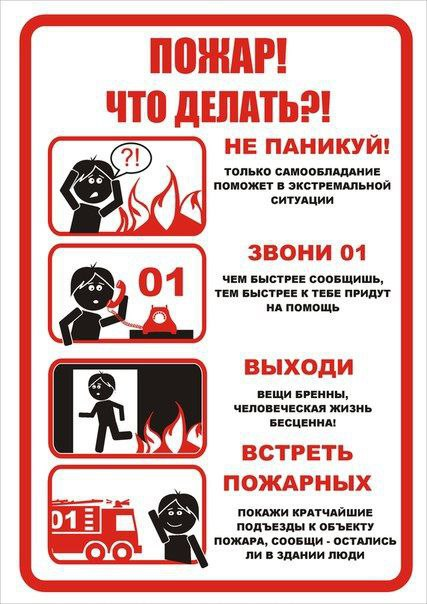 ПОЖАР!
ЧТО ДЕЛАТЬ?!
?!
НЕ ПАНИКУЙ!
ТОЛЬКО САМООБЛАДАНИЕ
ПОМОЖЕТ В ЭКСТРЕМАЛЬНОЙ
СИТУАЦИИ
01
ЗВОНИ 01
ЧЕМ БЫСТРЕЕ СООБЩИШЬ,
ТЕМ БЫСТРЕЕ К ТЕБЕ ПРИДУТ
НА ПОМОЩЬ
ВЫХОДИ
ВЕЩИ БРЕННЫ,
ЧЕЛОВЕЧЕСКАЯ ЖИЗНЬ
БЕСЦЕННА!
01
ВСТРЕТЬ
ПОЖАРНЫХ
ПОКАЖИ КРАТЧАЙШИЕ
ПОДЪЕЗДЫ К ОБЪЕКТУ
ПОЖАРА, СООБЩИ - ОСТАЛИСЬ
ЛИ В ЗДАНИИ ЛЮДИ